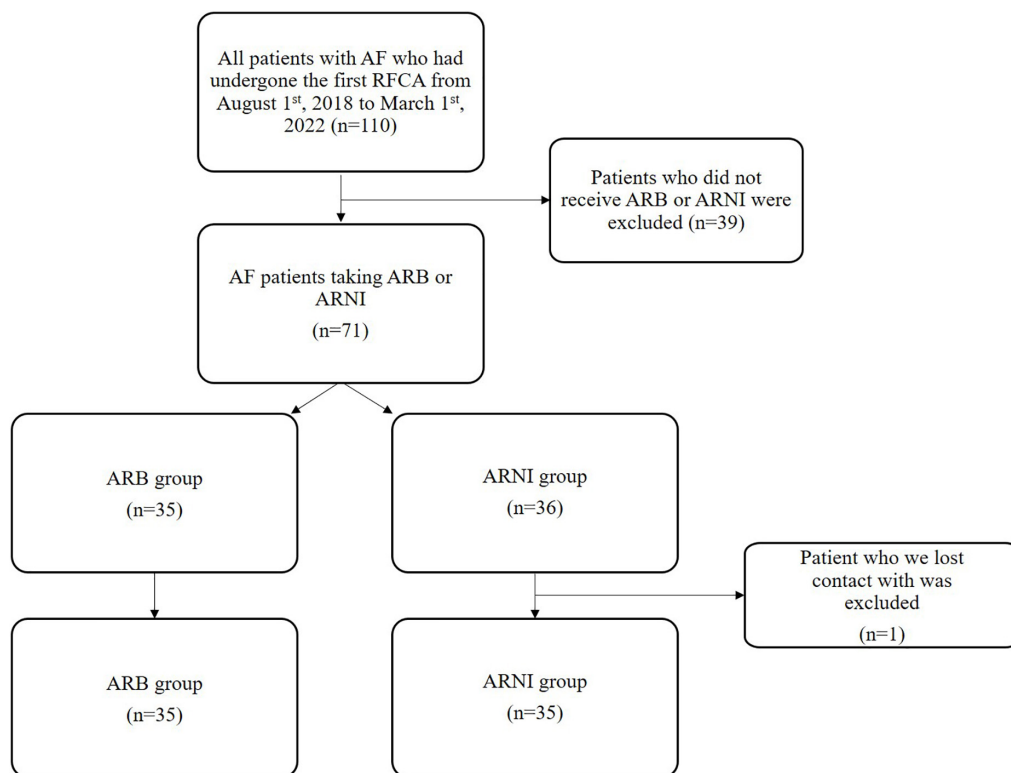 All patients with AF who had
undergone the first RFCA from
August 1st, 2018 to March 1st,
2022 (n=110)
Patients who did not
receive ARB or ARNI were
excluded (n=39)
AF patients taking ARB or
ARNI
(n=71)
ARB group
(n=35)
ARNI group
(n=36)
Patient who we lost
contact with was
excluded
(n=1)
ARB group
(n=35)
ARNI group
(n=35)